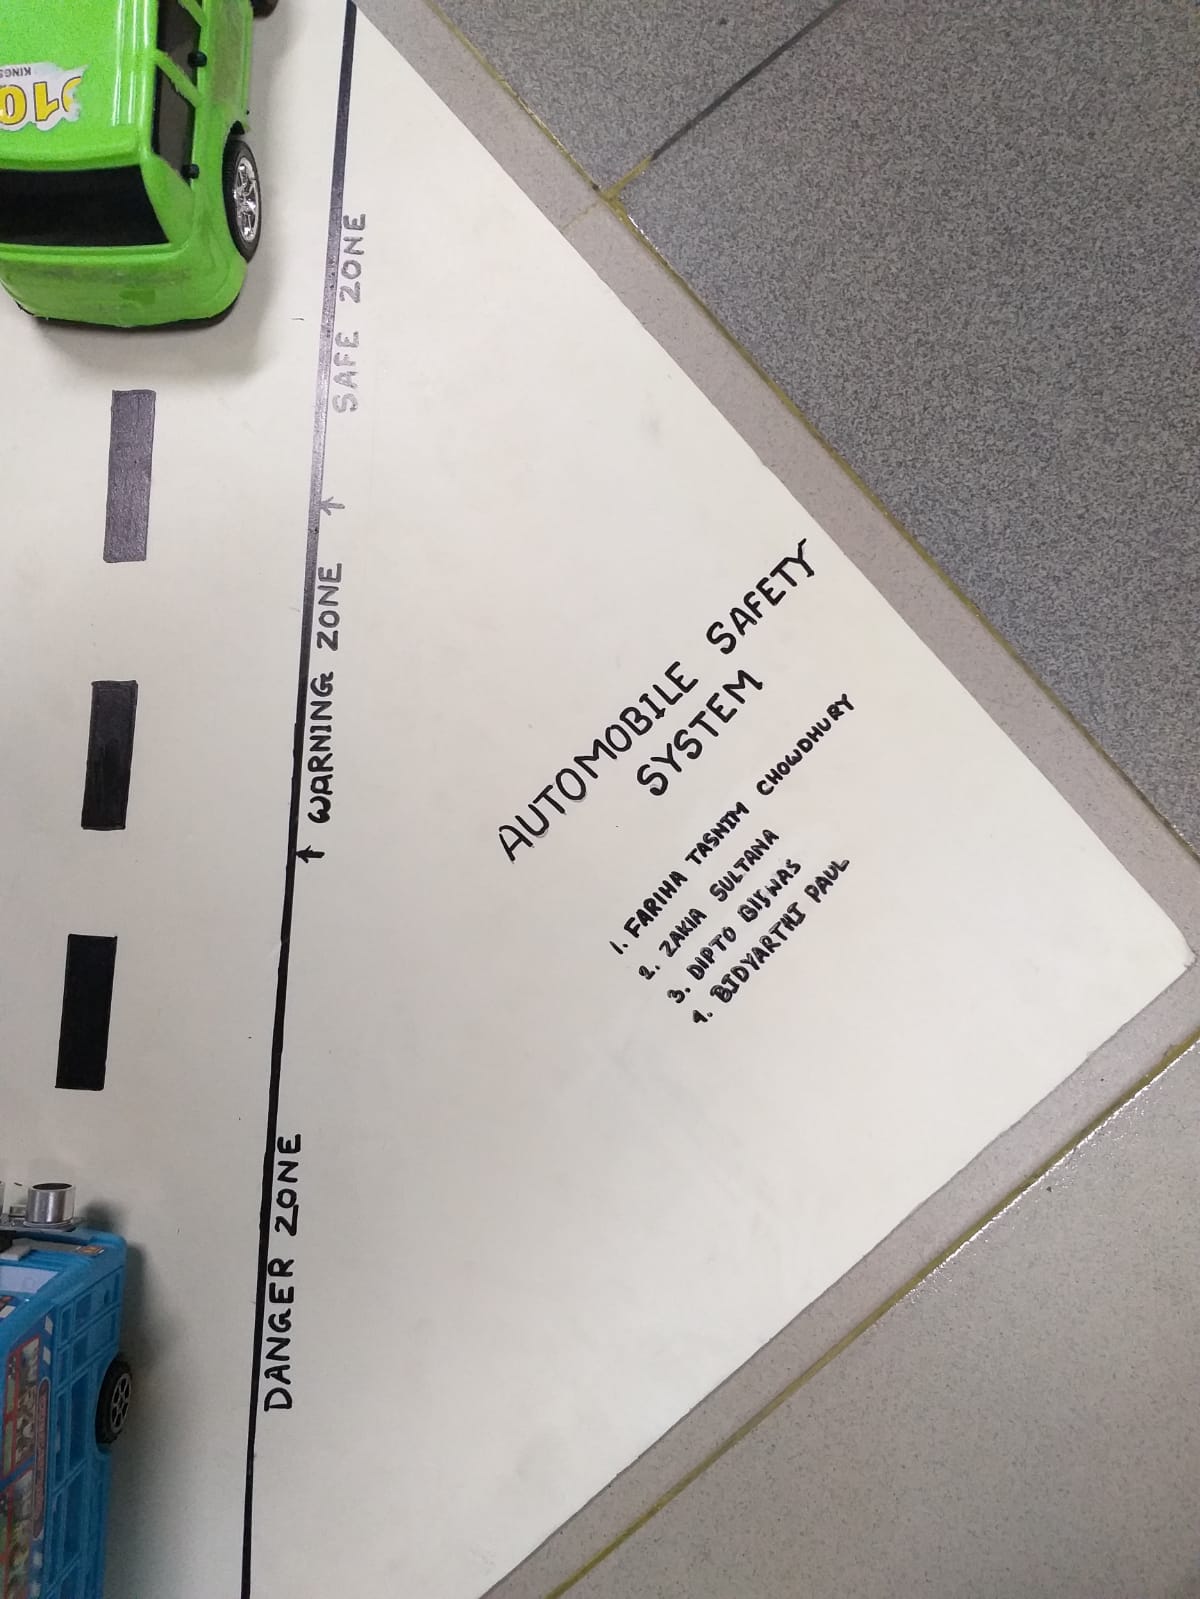 SAFE ZONE
WARNING ZONE
DANGER ZONE
AUTOMOBILE SAFETY
SYSTEM
1. FARIHA TASNIM CHOWDHURY
2. ZAKIA SULTANA
3. DIPTO BISWAS
4. BIDYARTHI PAUL
10
KINGS